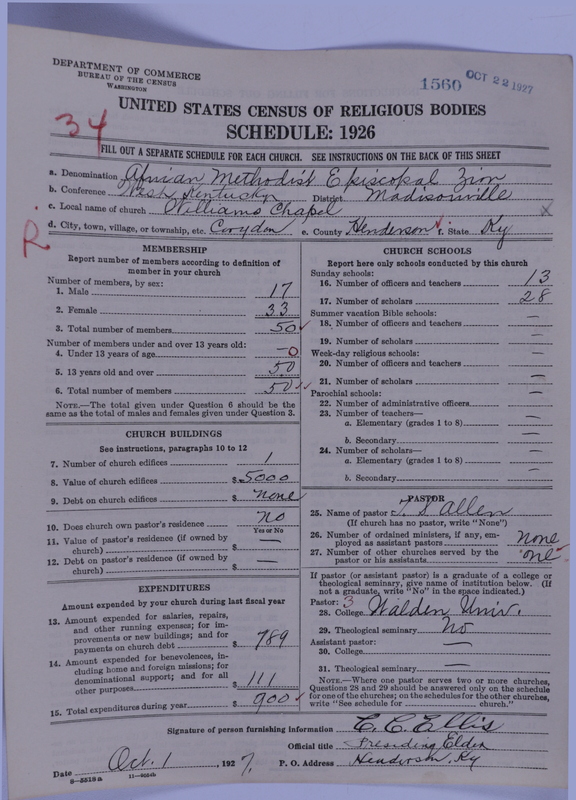 DEPARTMENT OF COMMERCE
BUREAU OF THE CENSUS
WASHINGTON
1560 OCT 22 1927
UNITED STATES CENSUS OF RELIGIOUS BODIES
SCHEDULE: 1926
34
FILL OUT A SEPARATE SCHEDULE FOR EACH CHURCH. SEE INSTRUCTIONS ON THE BACK OF THIS SHEET
a. Denomination African Methodist Episcopal Zion
b. Conference West Kentucky District Madisonville
c. Local name of church Williams Chapel x
d. City, town, village, or township, etc. Corydon e. County Henderson f. State Ky
R.
MEMBERSHIP
Report number of members according to definition of
member in your church
Number of members, by sex:
1. Male 17
2. Female 33
3. Total number of members 50
Number of members under and over 13 years old:
4. Under 13 years of age —0
5. 13 years old and over 50
6. Total number of members 50
NOTE.—The total given under Question 6 should be the
same as the total of males and females given under Question 3.
CHURCH BUILDINGS
See instructions, paragraphs 10 to 12
7. Number of church edifices 1
8. Value of church edifices $5000
9. Debt on church edifices $none
10. Does church own pastor's residence no
Yes or No
11. Value of pastor's residence (if owned by
church) $ —
12. Debt on pastor's residence (if owned by
church) $ —
EXPENDITURES
Amount expended by your church during last fiscal year
13. Amount expended for salaries, repairs,
and other running expenses; for im-
provements or new buildings; and for
payments on church debt $ 789
14. Amount expended for benevolences, in-
cluding home and foreign missions; for
denominational support; and for all
other purposes $ 111
15. Total expenditures during year $ 900
CHURCH SCHOOLS
Report here only schools conducted by this church
Sunday schools:
16. Number of officers and teachers 13
17. Number of scholars 28
Summer vacation Bible schools:
18. Number of officers and teachers —
19. Number of scholars —
Week-day religious schools:
20. Number of officers and teachers —
21. Number of scholars —
Parochial schools:
22. Number of administrative officers —
23. Number of teachers—
a. Elementary (grades 1 to 8) —
b. Secondary —
24. Number of scholars—
a. Elementary (grades 1 to 8) —
b. Secondary —
PASTOR
25. Name of pastor T. S. Allen
(If church has no pastor, write "None")
26. Number of ordained ministers, if any, em-
ployed as assistant pastors none
27. Number of other churches served by the
pastor or his assistants one
If pastor (or assistant pastor) is a graduate of a college or
theological seminary, give name of institution below. (If
not a graduate, write "No" in the space indicated.)
Pastor: 3
28. College Walden Univ.
29. Theological seminary No
Assistant pastor:
30. College —
31. Theological seminary —
NOTE.—Where one pastor serves two or more churches,
Questions 28 and 29 should be answered only on the schedule
for one of the churches; on the schedules for the other churches,
write "See schedule for church."
Signature of person furnishing information C. C. Ellis
Official title Presiding Elder
Date Oct. 1, 1927. P. O. Address Henderson, Ky
8—5519a 11—9054b